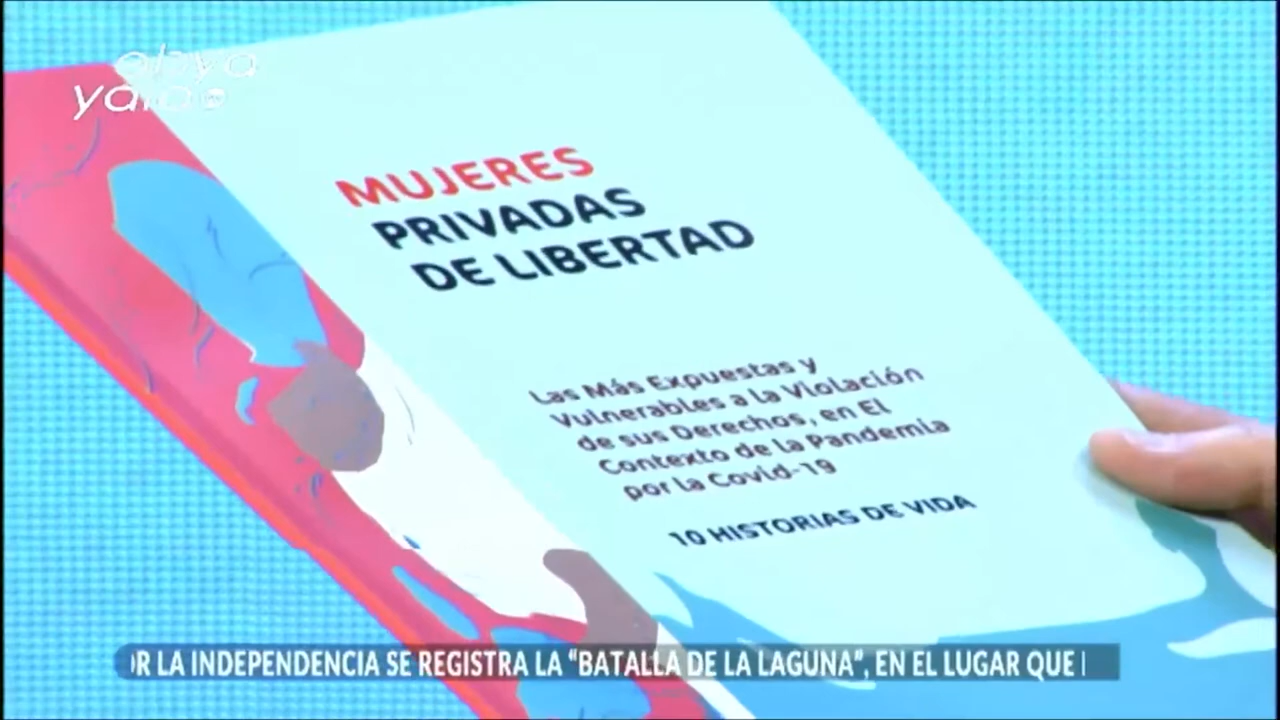 MUJERES
PRIVADAS
DE LIBERTAD
Las Más Expuestas y
Vulnerables a la Violación
de sus Derechos, en El
Contexto de la Pandemia
por la Covid-19
10 HISTORIAS DE VIDA
OR LA INDEPENDENCIA SE REGISTRA LA “BATALLA DE LA LAGUNA”, EN EL LUGAR QUE